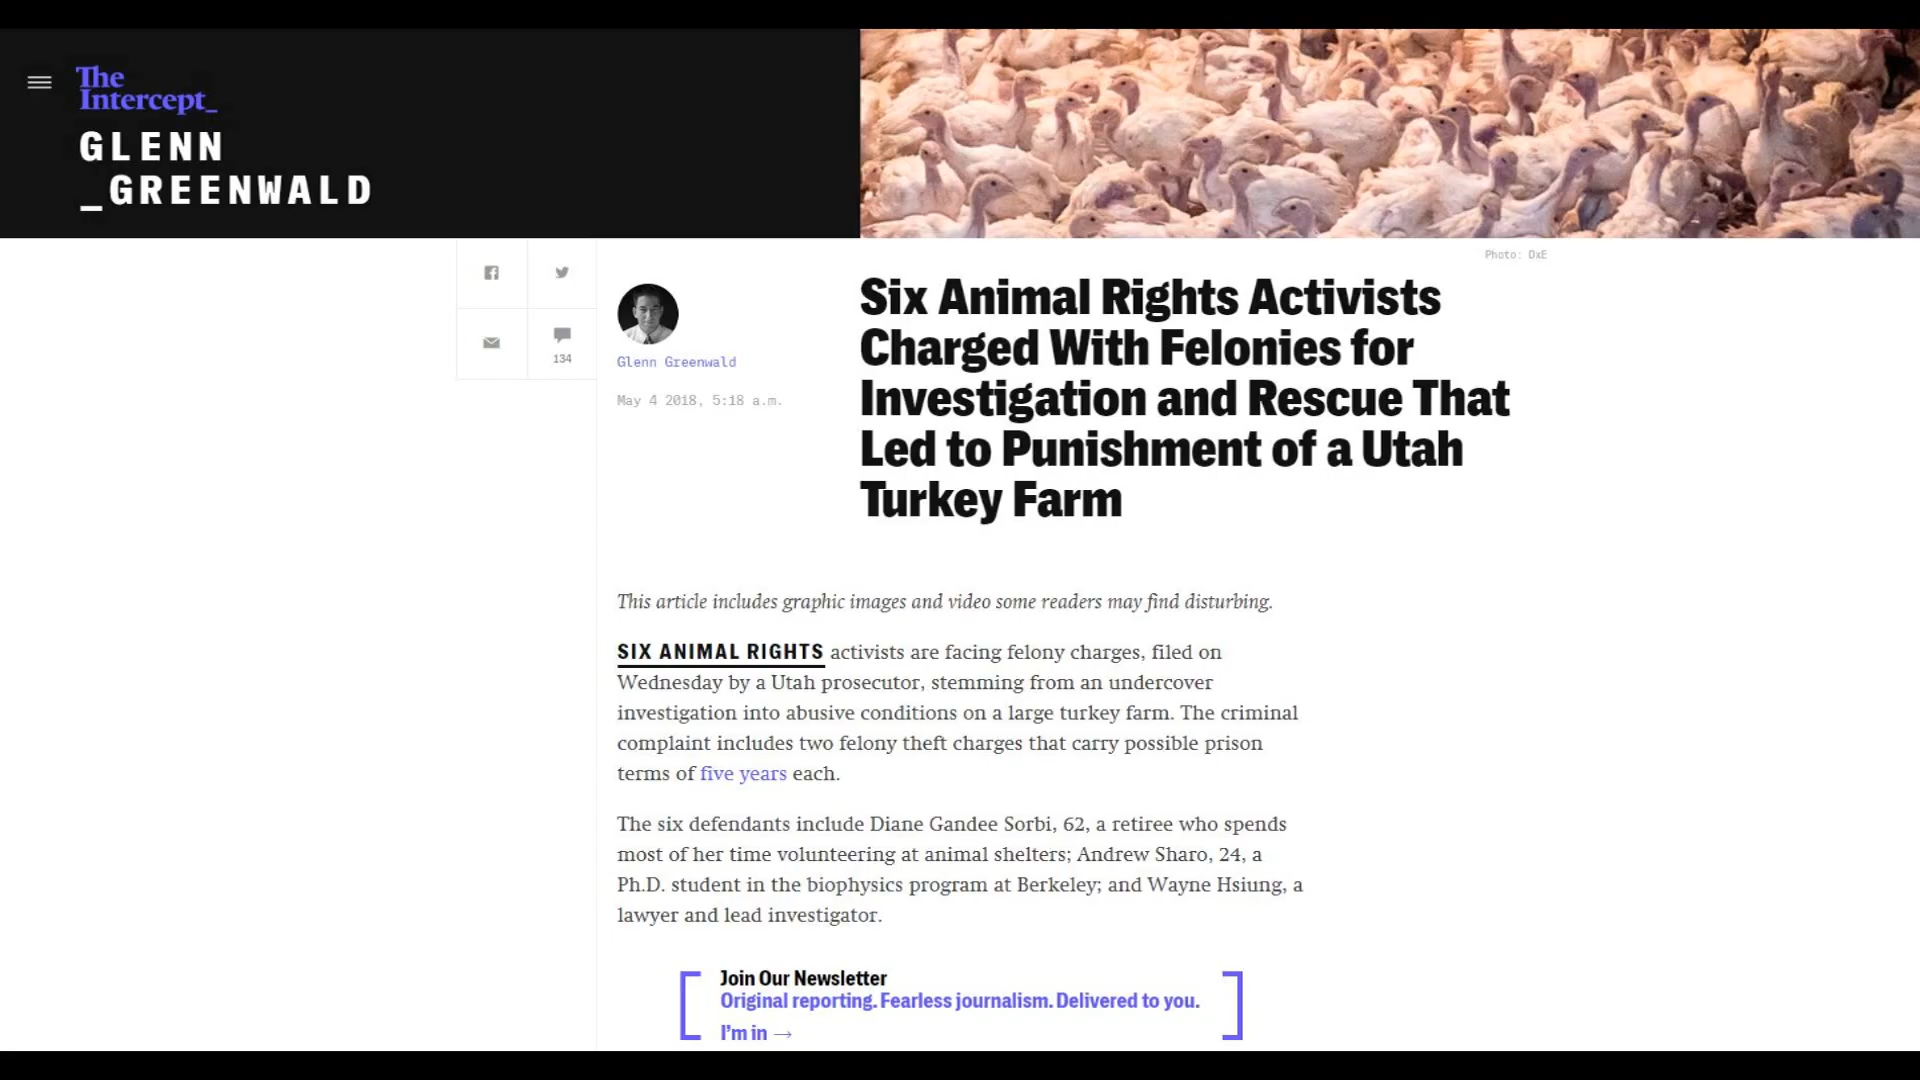 The
Intercept_
GLENN
_GREENWALD
Photo: DxE
134
Glenn Greenwald
May 4 2018, 5:18 a.m.
Six Animal Rights Activists
Charged With Felonies for
Investigation and Rescue That
Led to Punishment of a Utah
Turkey Farm
This article includes graphic images and video some readers may find disturbing.
SIX ANIMAL RIGHTS activists are facing felony charges, filed on
Wednesday by a Utah prosecutor, stemming from an undercover
investigation into abusive conditions on a large turkey farm. The criminal
complaint includes two felony theft charges that carry possible prison
terms of five years each.
The six defendants include Diane Gandee Sorbi, 62, a retiree who spends
most of her time volunteering at animal shelters; Andrew Sharo, 24, a
Ph.D. student in the biophysics program at Berkeley; and Wayne Hsiung, a
lawyer and lead investigator.
Join Our Newsletter
Original reporting. Fearless journalism. Delivered to you.
I'm in →